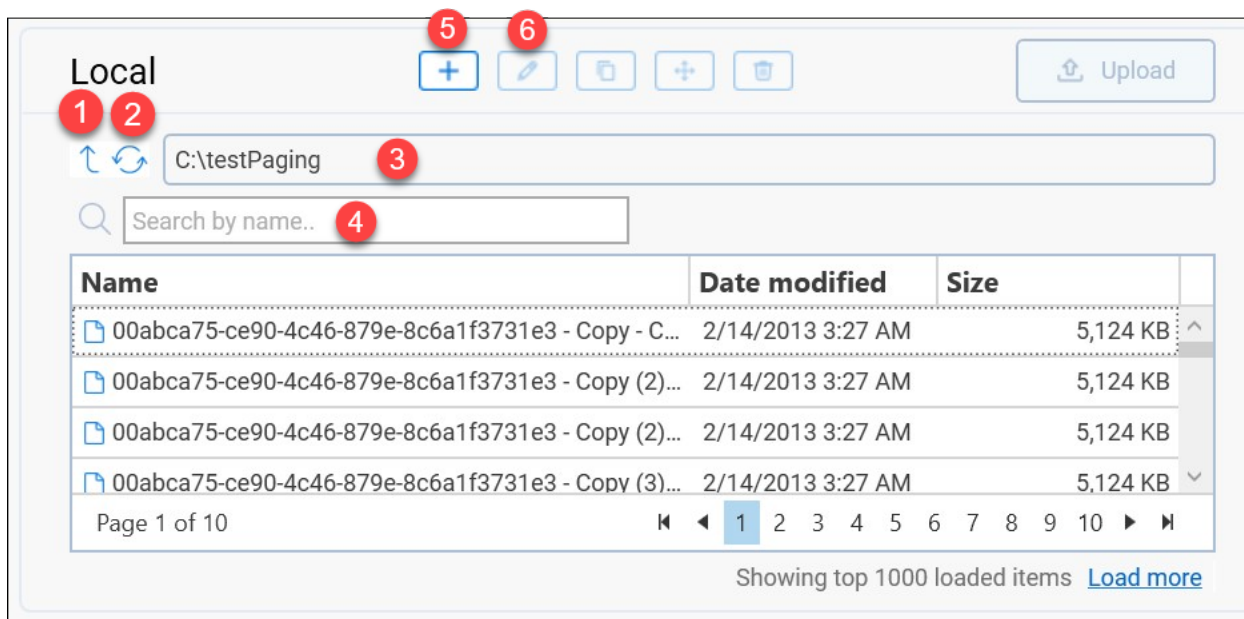 5 6
Local Upload
1 2
C:\testPaging 3
Search by name.. 4
Name Date modified Size
00abca75-ce90-4c46-879e-8c6a1f3731e3 - Copy - C... 2/14/2013 3:27 AM 5,124 KB
00abca75-ce90-4c46-879e-8c6a1f3731e3 - Copy (2)... 2/14/2013 3:27 AM 5,124 KB
00abca75-ce90-4c46-879e-8c6a1f3731e3 - Copy (2)... 2/14/2013 3:27 AM 5,124 KB
00abca75-ce90-4c46-879e-8c6a1f3731e3 - Copy (3)... 2/14/2013 3:27 AM 5,124 KB
Page 1 of 10 1 2 3 4 5 6 7 8 9 10
Showing top 1000 loaded items Load more